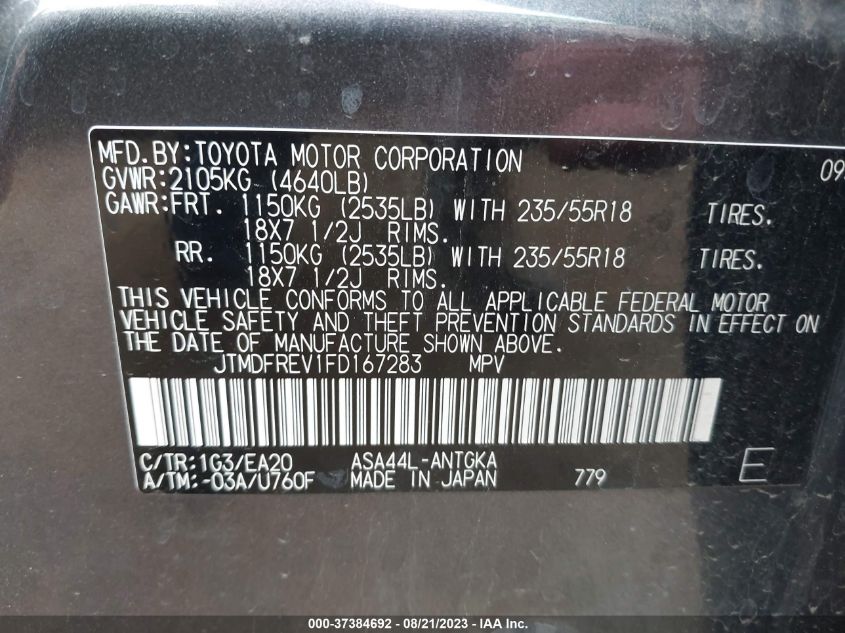 MFD.BY:TOYOTA MOTOR CORPORATION 09
GVWR:2105KG (4640LB)
GAWR:FRT. 1150KG (2535LB) WITH 235/55R18 TIRES.
18X7 1/2J RIMS.
RR. 1150KG (2535LB) WITH 235/55R18 TIRES.
18X7 1/2J RIMS.
THIS VEHICLE CONFORMS TO ALL APPLICABLE FEDERAL MOTOR
VEHICLE SAFETY AND THEFT PREVENTION STANDARDS IN EFFECT ON
THE DATE OF MANUFACTURE SHOWN ABOVE.
JTMDFREV1FD167283 MPV
C/TR:1G3/EA20 ASA44L-ANTGKA
A/TM:-03A/U760F MADE IN JAPAN 779 E
000-37384692 - 08/21/2023 - IAAI.com